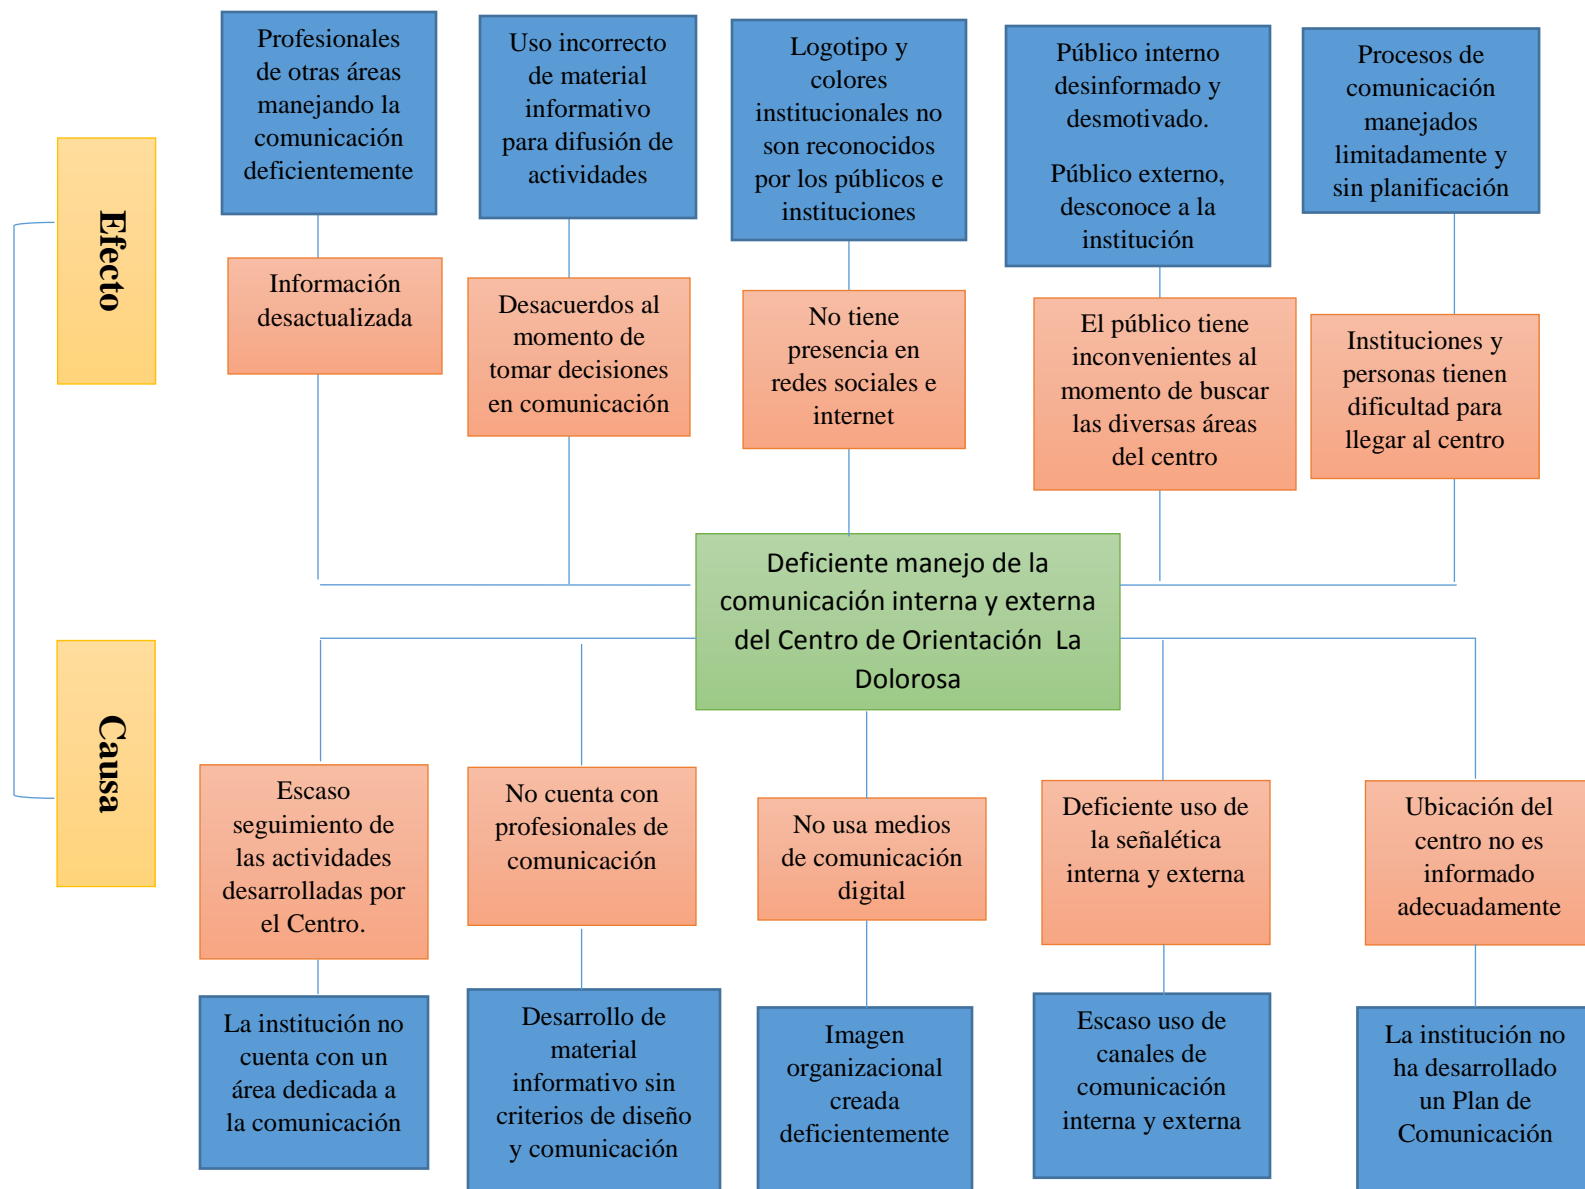 Profesionales
de otras áreas
manejando la
comunicación
deficientemente
Uso incorrecto
de material
informativo
para difusión de
actividades
Logotipo y
colores
institucionales no
son reconocidos
por los públicos e
instituciones
Público interno
desinformado y
desmotivado.
Público externo,
desconoce a la
institución
Procesos de
comunicación
manejados
limitadamente y
sin planificación
Efecto
Información
desactualizada
Desacuerdos al
momento de
tomar decisiones
en comunicación
No tiene
presencia en
redes sociales e
internet
El público tiene
inconvenientes al
momento de buscar
las diversas áreas
del centro
Instituciones y
personas tienen
dificultad para
llegar al centro
Deficiente manejo de la
comunicación interna y externa
del Centro de Orientación La
Dolorosa
Causa
Escaso
seguimiento de
las actividades
desarrolladas por
el Centro.
No cuenta con
profesionales de
comunicación
No usa medios
de comunicación
digital
Deficiente uso de
la señalética
interna y externa
Ubicación del
centro no es
informado
adecuadamente
La institución no
cuenta con un
área dedicada a
la comunicación
Desarrollo de
material
informativo sin
criterios de diseño
y comunicación
Imagen
organizacional
creada
deficientemente
Escaso uso de
canales de
comunicación
interna y externa
La institución no
ha desarrollado
un Plan de
Comunicación